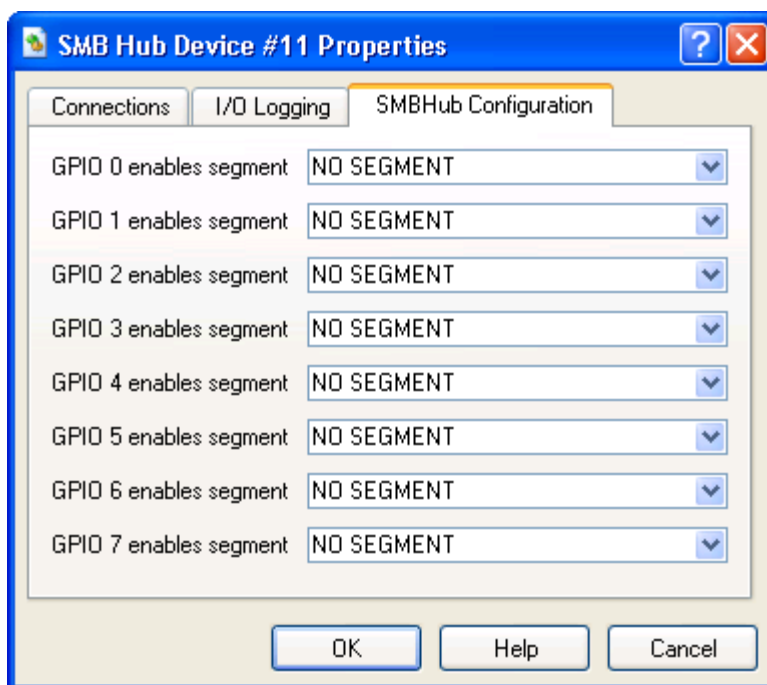 SMB Hub Device #11 Properties
Connections I/O Logging SMBHub Configuration
GPIO 0 enables segment NO SEGMENT
GPIO 1 enables segment NO SEGMENT
GPIO 2 enables segment NO SEGMENT
GPIO 3 enables segment NO SEGMENT
GPIO 4 enables segment NO SEGMENT
GPIO 5 enables segment NO SEGMENT
GPIO 6 enables segment NO SEGMENT
GPIO 7 enables segment NO SEGMENT
OK Help Cancel